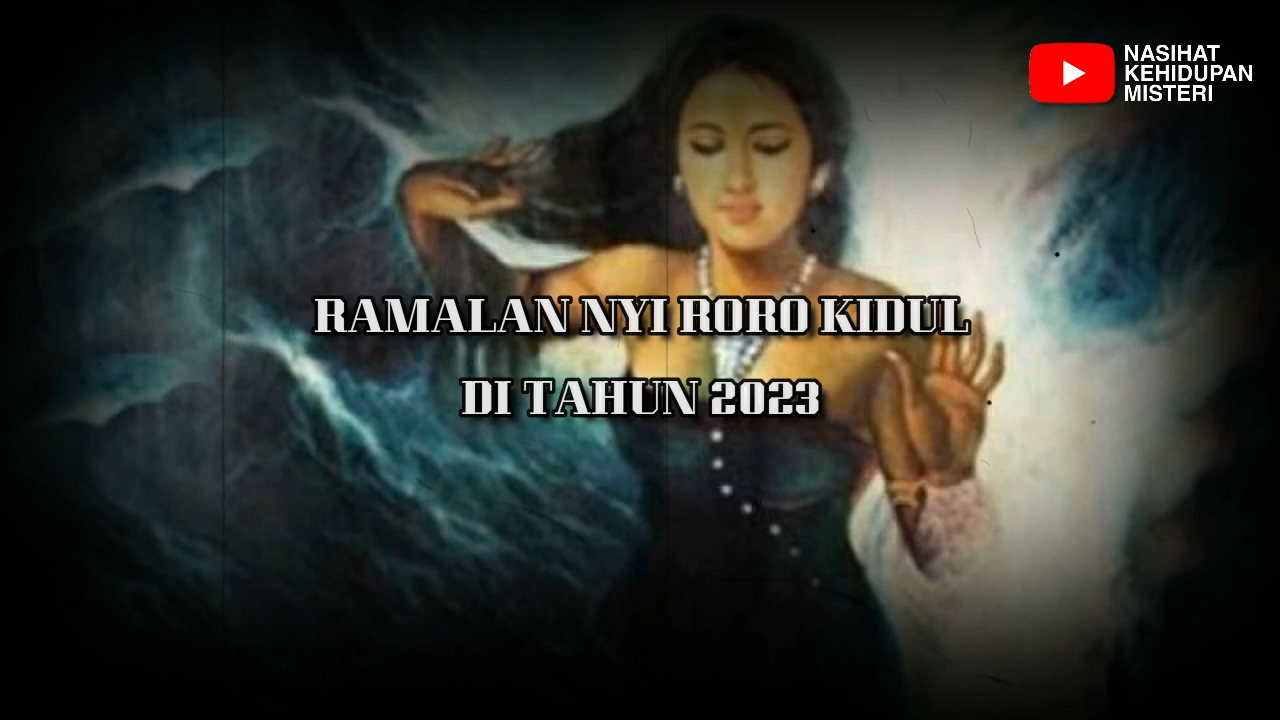 NASIHAT
KEHIDUPAN
MISTERI
RAMALAN NYI RORO KIDUL
DI TAHUN 2023